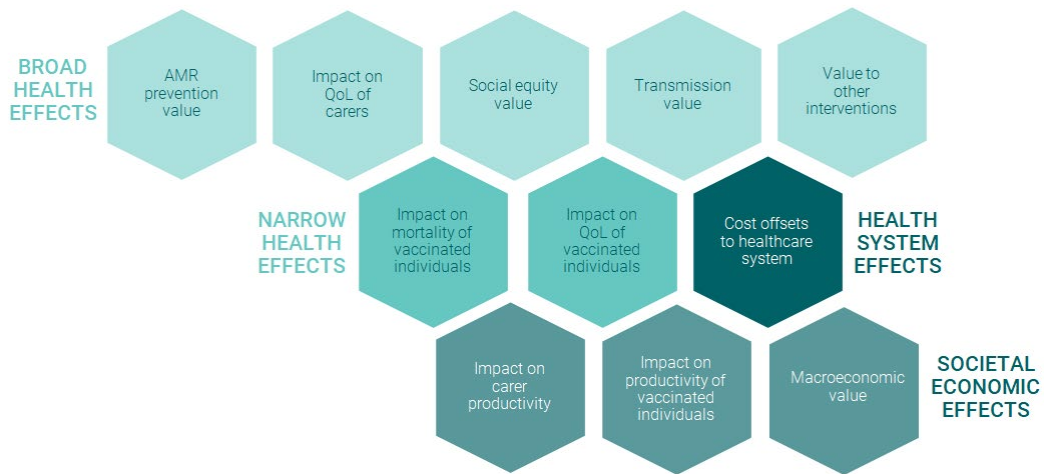 BROAD
HEALTH
EFFECTS
AMR
prevention
value
Impact on
QoL of
carers
Social equity
value
Transmission
value
Value to
other
interventions
NARROW
HEALTH
EFFECTS
Impact on
mortality of
vaccinated
individuals
Impact on
QoL of
vaccinated
individuals
Cost offsets
to healthcare
system
HEALTH
SYSTEM
EFFECTS
Impact on
carer
productivity
Impact on
productivity of
vaccinated
individuals
Macroeconomic
value
SOCIETAL
ECONOMIC
EFFECTS